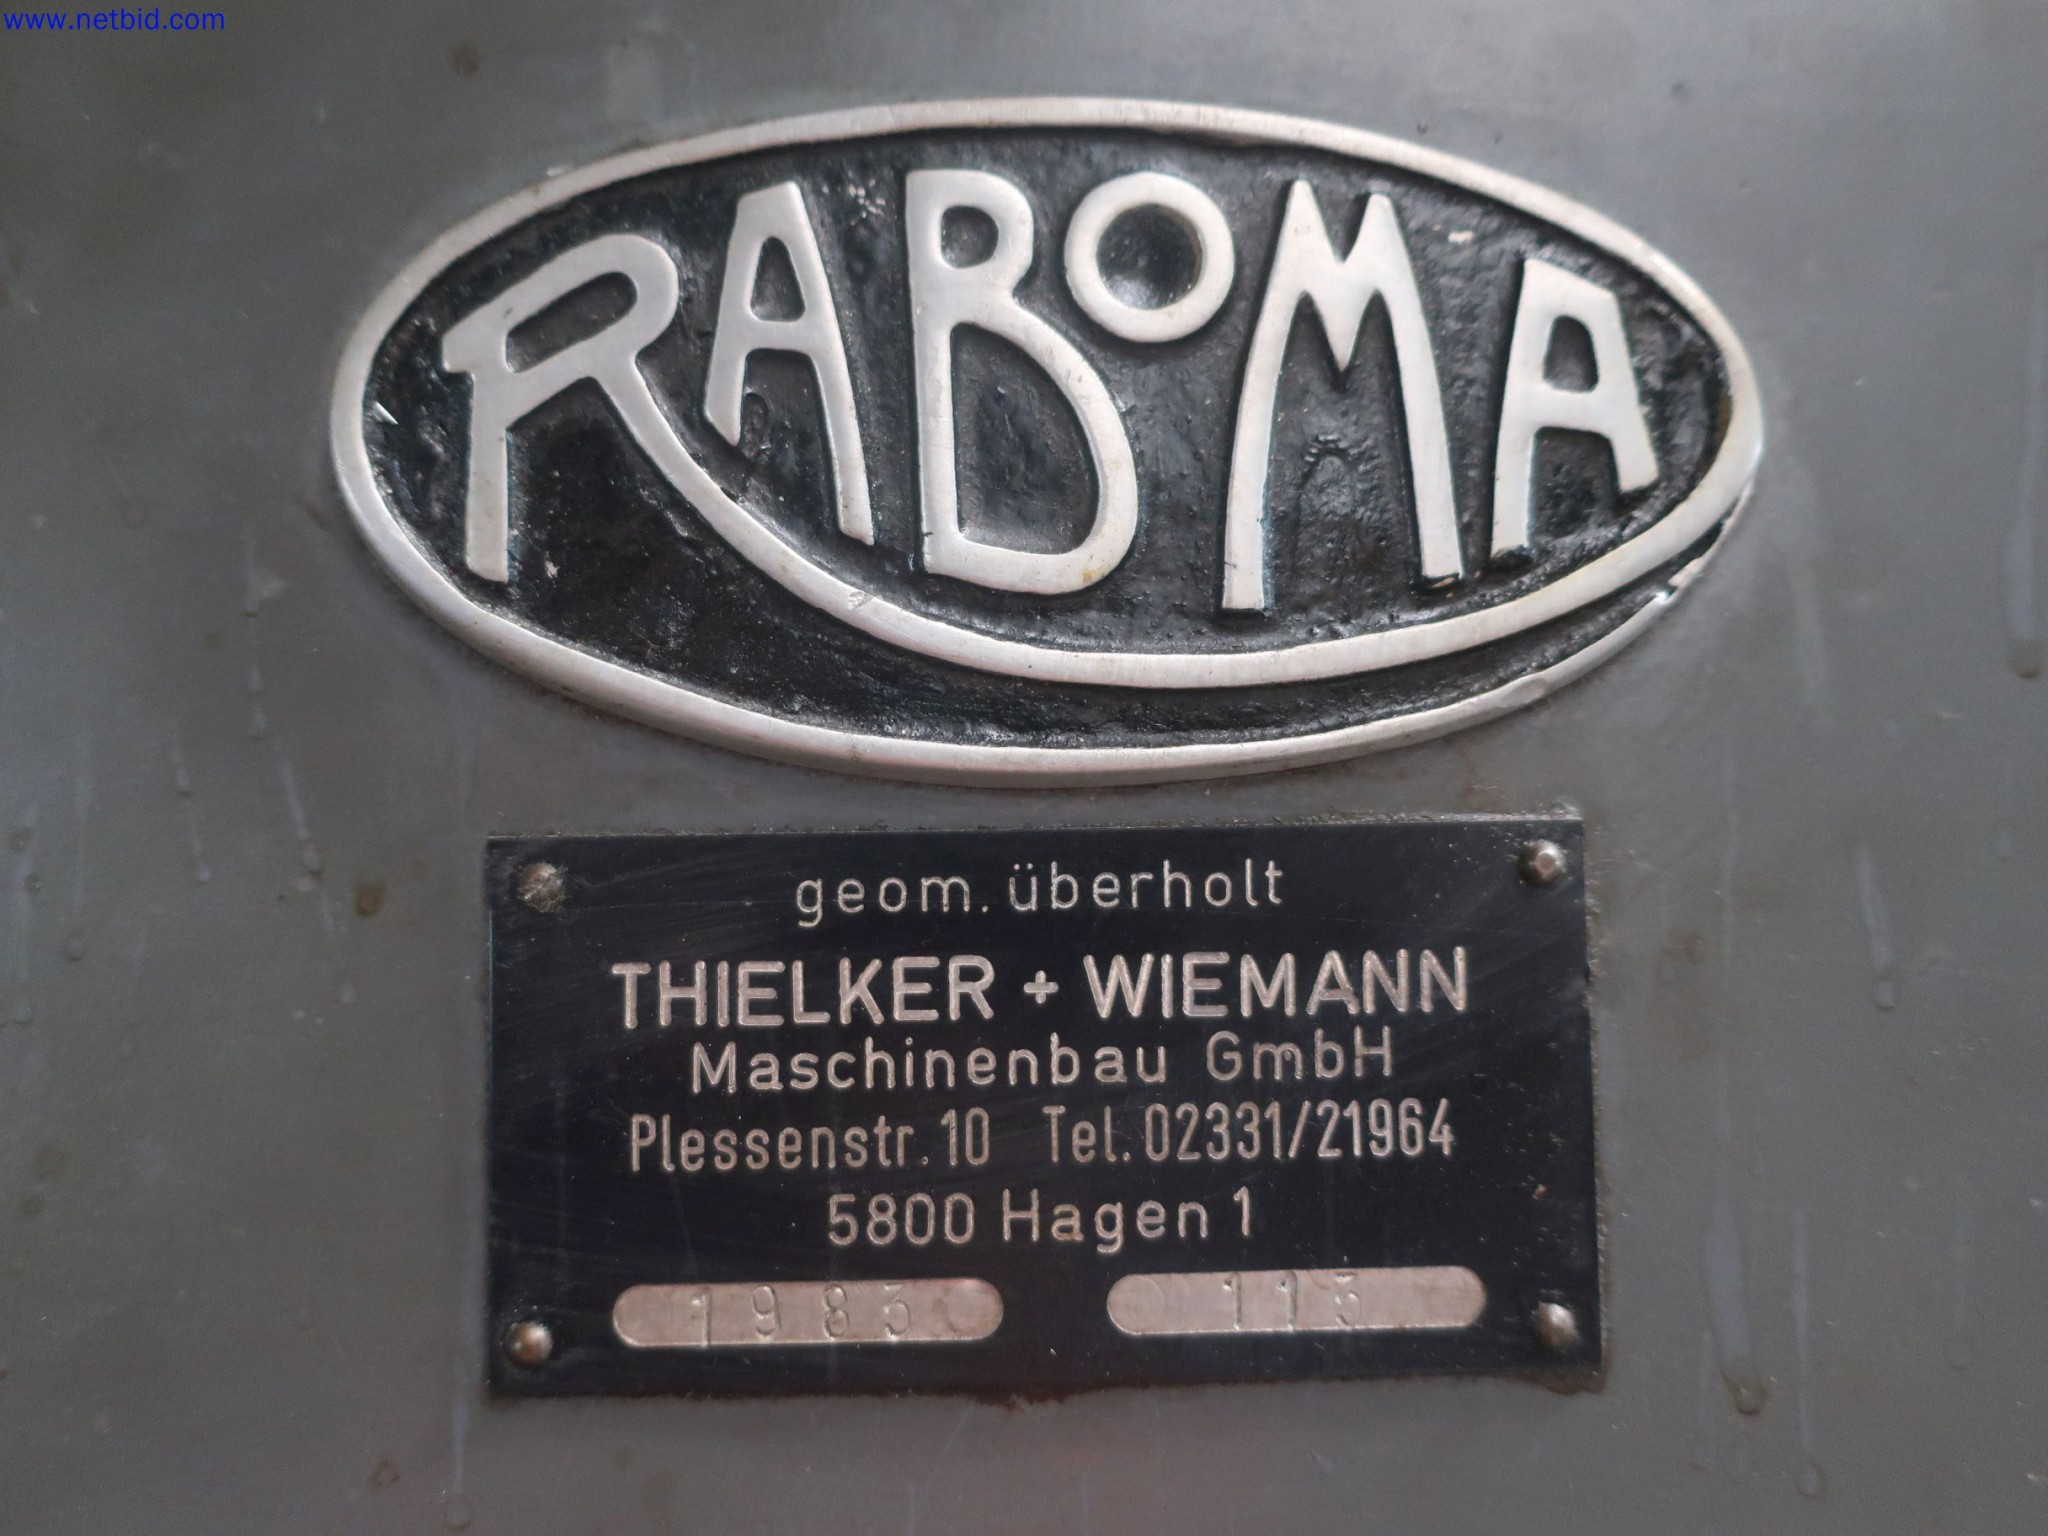 www.netbid.com
RABOMA
geom. überholt
THIELKER + WIEMANN
Maschinenbau GmbH
Plessenstr. 10 Tel. 02331/21964
5800 Hagen 1
1983 113